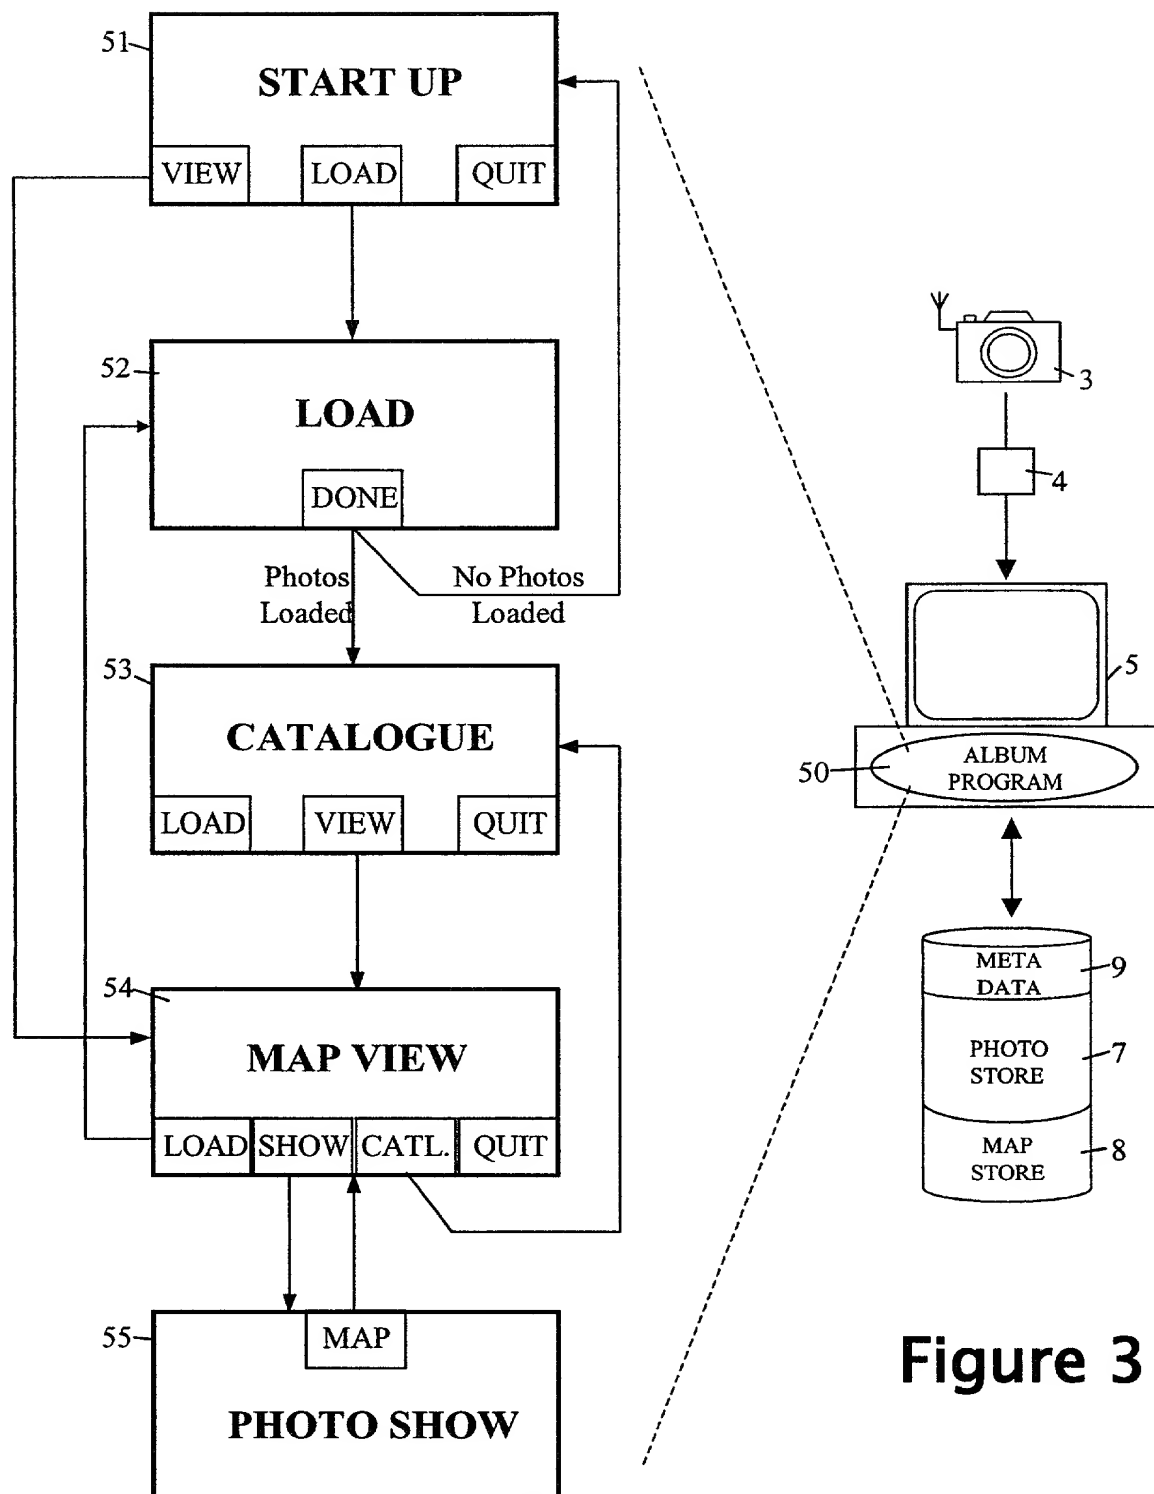 51
START UP
VIEW LOAD QUIT
52
LOAD
DONE
Photos
Loaded
No Photos
Loaded
53
CATALOGUE
LOAD VIEW QUIT
54
MAP VIEW
LOAD SHOW CATL. QUIT
55
MAP
PHOTO SHOW
3
4
5
50
ALBUM
PROGRAM
META
DATA
9
PHOTO
STORE
7
MAP
STORE
8
Figure 3